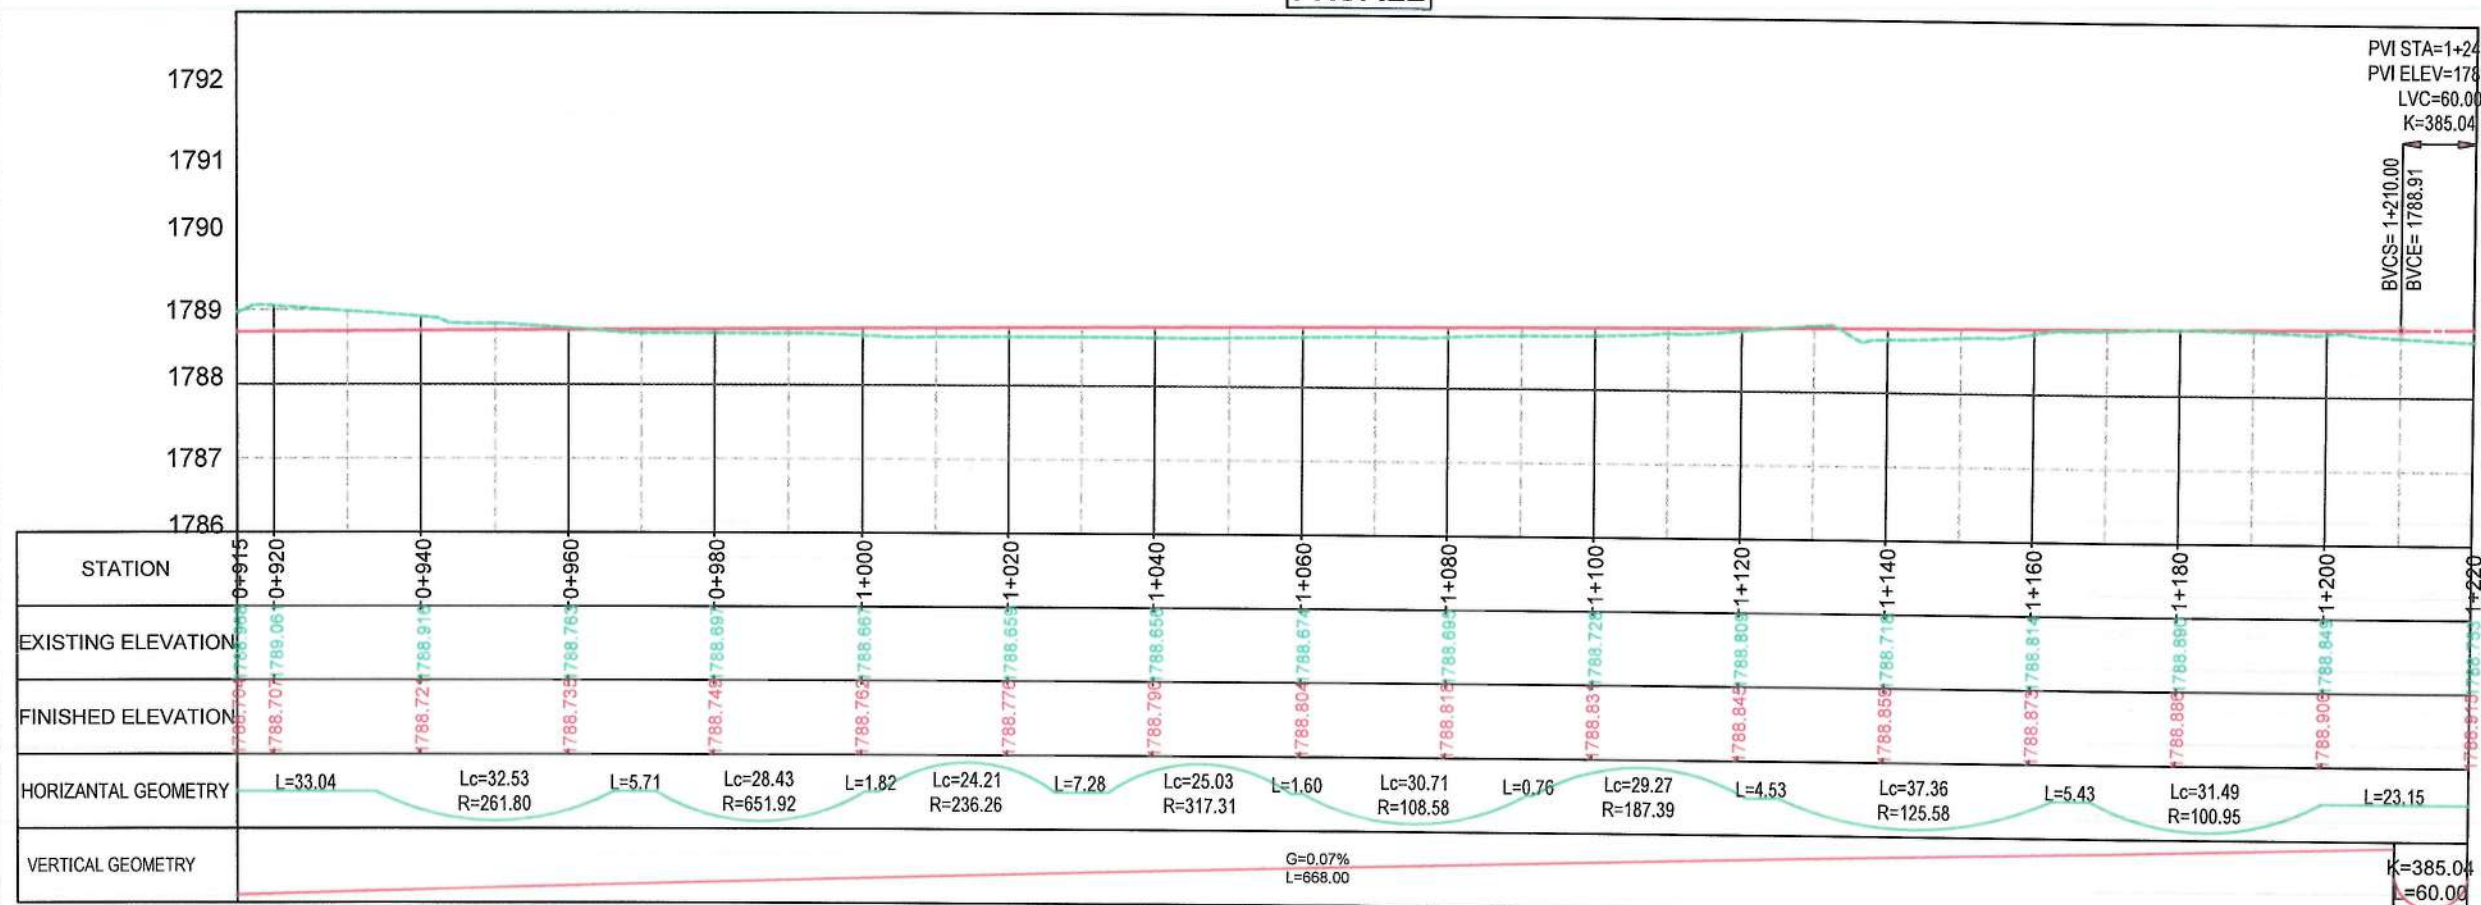 PVI STA=1+24
PVI ELEV=178
LVC=60.00
K=385.04
BVCS= 1+210.00
BVCE= 1788.91
1792
1791
1790
1789
1788
1787
1786
STATION
0+915 0+920 0+940 0+960 0+980 1+000 1+020 1+040 1+060 1+080 1+100 1+120 1+140 1+160 1+180 1+200 1+220
EXISTING ELEVATION
1789.061 1788.916 1788.763 1788.697 1788.667 1788.659 1788.656 1788.674 1788.695 1788.728 1788.809 1788.716 1788.814 1788.890 1788.849
FINISHED ELEVATION
1788.704 1788.707 1788.721 1788.735 1788.749 1788.762 1788.776 1788.790 1788.804 1788.818 1788.831 1788.845 1788.859 1788.873 1788.886 1788.900
HORIZANTAL GEOMETRY
L=33.04
Lc=32.53
R=261.80
L=5.71
Lc=28.43
R=651.92
L=1.82
Lc=24.21
R=236.26
L=7.28
Lc=25.03
R=317.31
L=1.60
Lc=30.71
R=108.58
L=0.76
Lc=29.27
R=187.39
L=4.53
Lc=37.36
R=125.58
L=5.43
Lc=31.49
R=100.95
L=23.15
VERTICAL GEOMETRY
G=0.07%
L=668.00
K=385.04
L=60.00